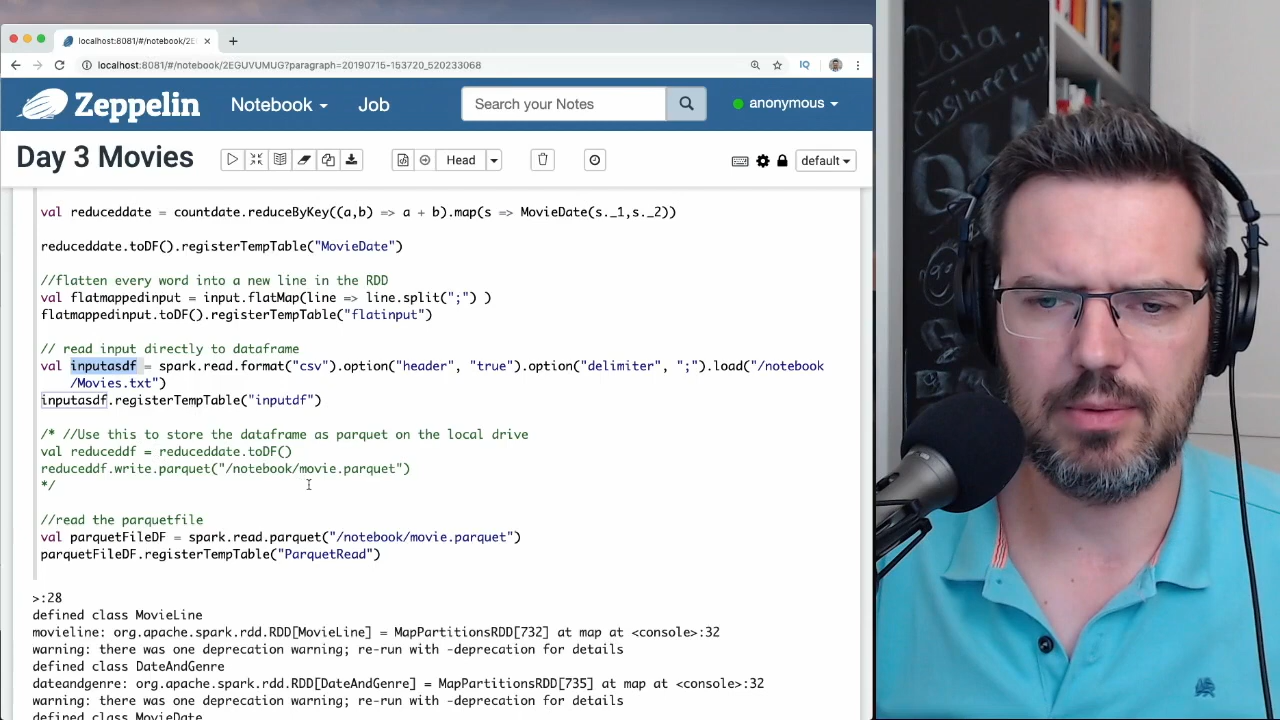 localhost:8081/#/notebook/2E
localhost:8081/#/notebook/2EGUVUMUG?paragraph=20190715-153720_520233068
IQ
Zeppelin
Notebook
Job
Search your Notes
anonymous
Day 3 Movies
Head
default
val reduceddate = countdate.reduceByKey((a,b) => a + b).map(s => MovieDate(s._1,s._2))
reduceddate.toDF().registerTempTable("MovieDate")
//flatten every word into a new line in the RDD
val flatmappedinput = input.flatMap(line => line.split(";") )
flatmappedinput.toDF().registerTempTable("flatinput")
// read input directly to dataframe
val inputasdf = spark.read.format("csv").option("header", "true").option("delimiter", ";").load("/notebook
/Movies.txt")
inputasdf.registerTempTable("inputdf")
/* //Use this to store the dataframe as parquet on the local drive
val reduceddf = reduceddate.toDF()
reduceddf.write.parquet("/notebook/movie.parquet")
*/
//read the parquetfile
val parquetFileDF = spark.read.parquet("/notebook/movie.parquet")
parquetFileDF.registerTempTable("ParquetRead")
>:28
defined class MovieLine
movieline: org.apache.spark.rdd.RDD[MovieLine] = MapPartitionsRDD[732] at map at <console>:32
warning: there was one deprecation warning; re-run with -deprecation for details
defined class DateAndGenre
dateandgenre: org.apache.spark.rdd.RDD[DateAndGenre] = MapPartitionsRDD[735] at map at <console>:32
warning: there was one deprecation warning; re-run with -deprecation for details
defined class MovieDate
Data
Engineering